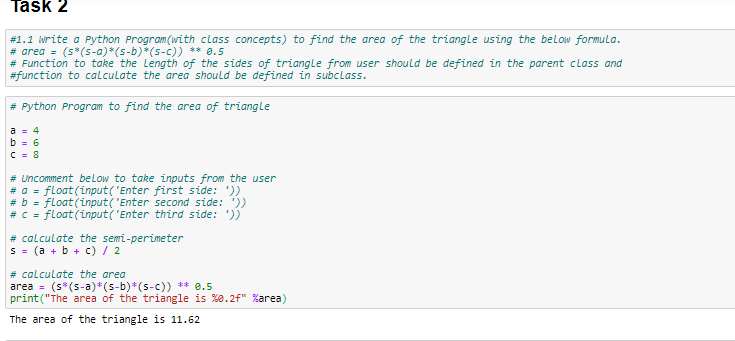 Task 2
#1.1 Write a Python Program(with class concepts) to find the area of the triangle using the below formula.
# area = (s*(s-a)*(s-b)*(s-c)) ** 0.5
# Function to take the length of the sides of triangle from user should be defined in the parent class and
#function to calculate the area should be defined in subclass.
# Python Program to find the area of triangle
a = 4
b = 6
c = 8
# Uncomment below to take inputs from the user
# a = float(input('Enter first side: '))
# b = float(input('Enter second side: '))
# c = float(input('Enter third side: '))
# calculate the semi-perimeter
s = (a + b + c) / 2
# calculate the area
area = (s*(s-a)*(s-b)*(s-c)) ** 0.5
print("The area of the triangle is %0.2f" %area)
The area of the triangle is 11.62